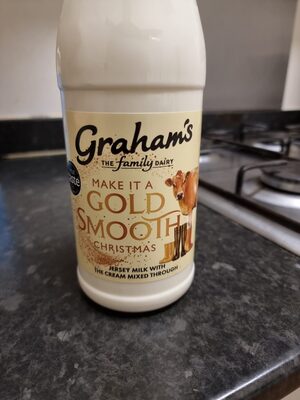 Graham's
THE family DAIRY
MAKE IT A
GOLD
SMOOTH
CHRISTMAS
JERSEY MILK WITH
THE CREAM MIXED THROUGH